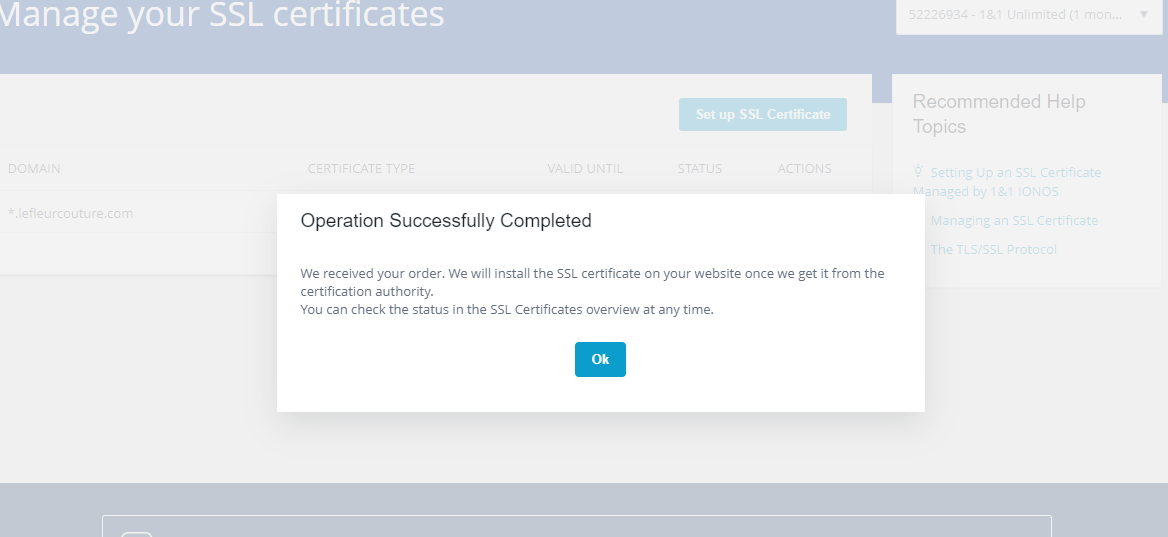 Manage your SSL certificates
52226934 - 1&1 Unlimited (1 mon...
Set up SSL Certificate
Recommended Help
Topics
DOMAIN CERTIFICATE TYPE VALID UNTIL STATUS ACTIONS
Setting Up an SSL Certificate
Managed by 1&1 IONOS
*.lefleurcouture.com
Managing an SSL Certificate
The TLS/SSL Protocol
Operation Successfully Completed
We received your order. We will install the SSL certificate on your website once we get it from the
certification authority.
You can check the status in the SSL Certificates overview at any time.
Ok